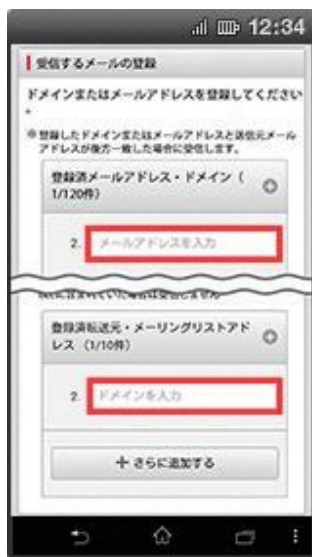 12:34
受信するメールの登録
ドメインまたはメールアドレスを登録してください
。
※登録したドメインまたはメールアドレスと送信元メール
アドレスが後方一致した場合に受信します。
登録済メールアドレス・ドメイン（
1/120件）
2. メールアドレスを入力
登録済転送元・メーリングリストアド
レス （1/10件）
2. ドメインを入力
＋さらに追加する